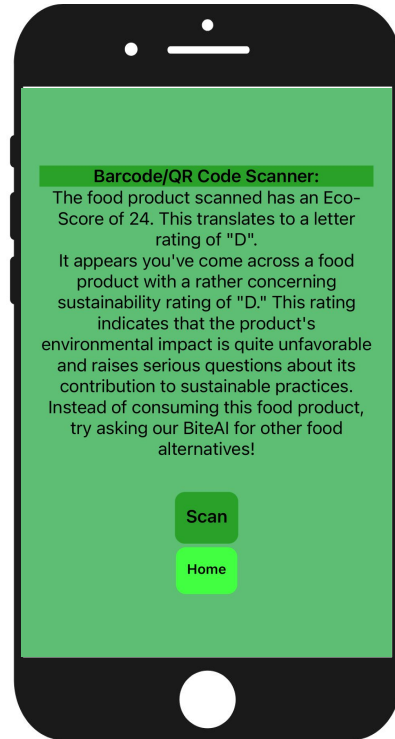 Barcode/QR Code Scanner:
The food product scanned has an Eco-
Score of 24. This translates to a letter
rating of "D".
It appears you've come across a food
product with a rather concerning
sustainability rating of "D." This rating
indicates that the product's
environmental impact is quite unfavorable
and raises serious questions about its
contribution to sustainable practices.
Instead of consuming this food product,
try asking our BiteAI for other food
alternatives!
Scan
Home